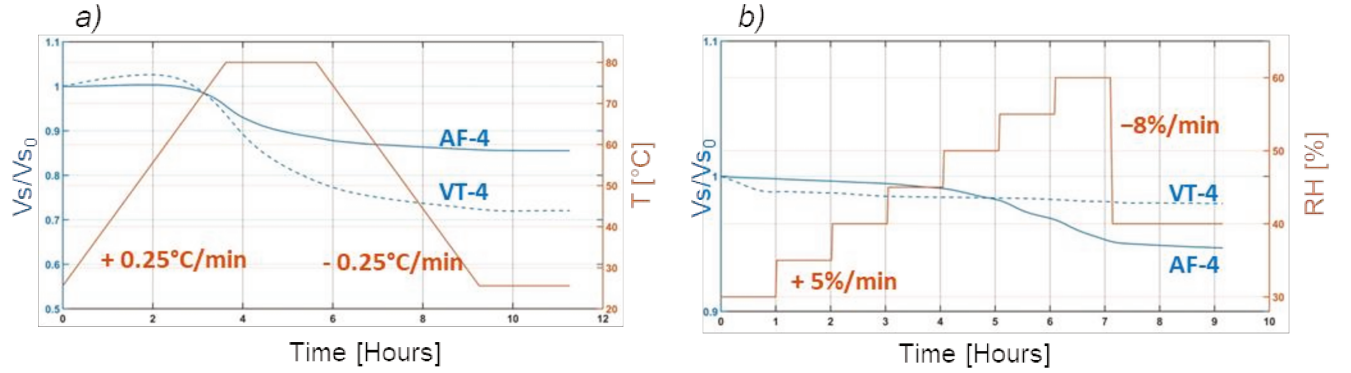 a)
1.1
1
0.9
0.8
0.7
0.6
0.5
Vs/Vs0
80
70
60
50
40
30
20
T [°C]
AF-4
VT-4
+ 0.25°C/min
- 0.25°C/min
0 2 4 6 8 10 12
Time [Hours]
b)
1.1
1
0.9
Vs/Vs0
60
50
40
30
RH [%]
−8%/min
VT-4
AF-4
+ 5%/min
0 1 2 3 4 5 6 7 8 9 10
Time [Hours]